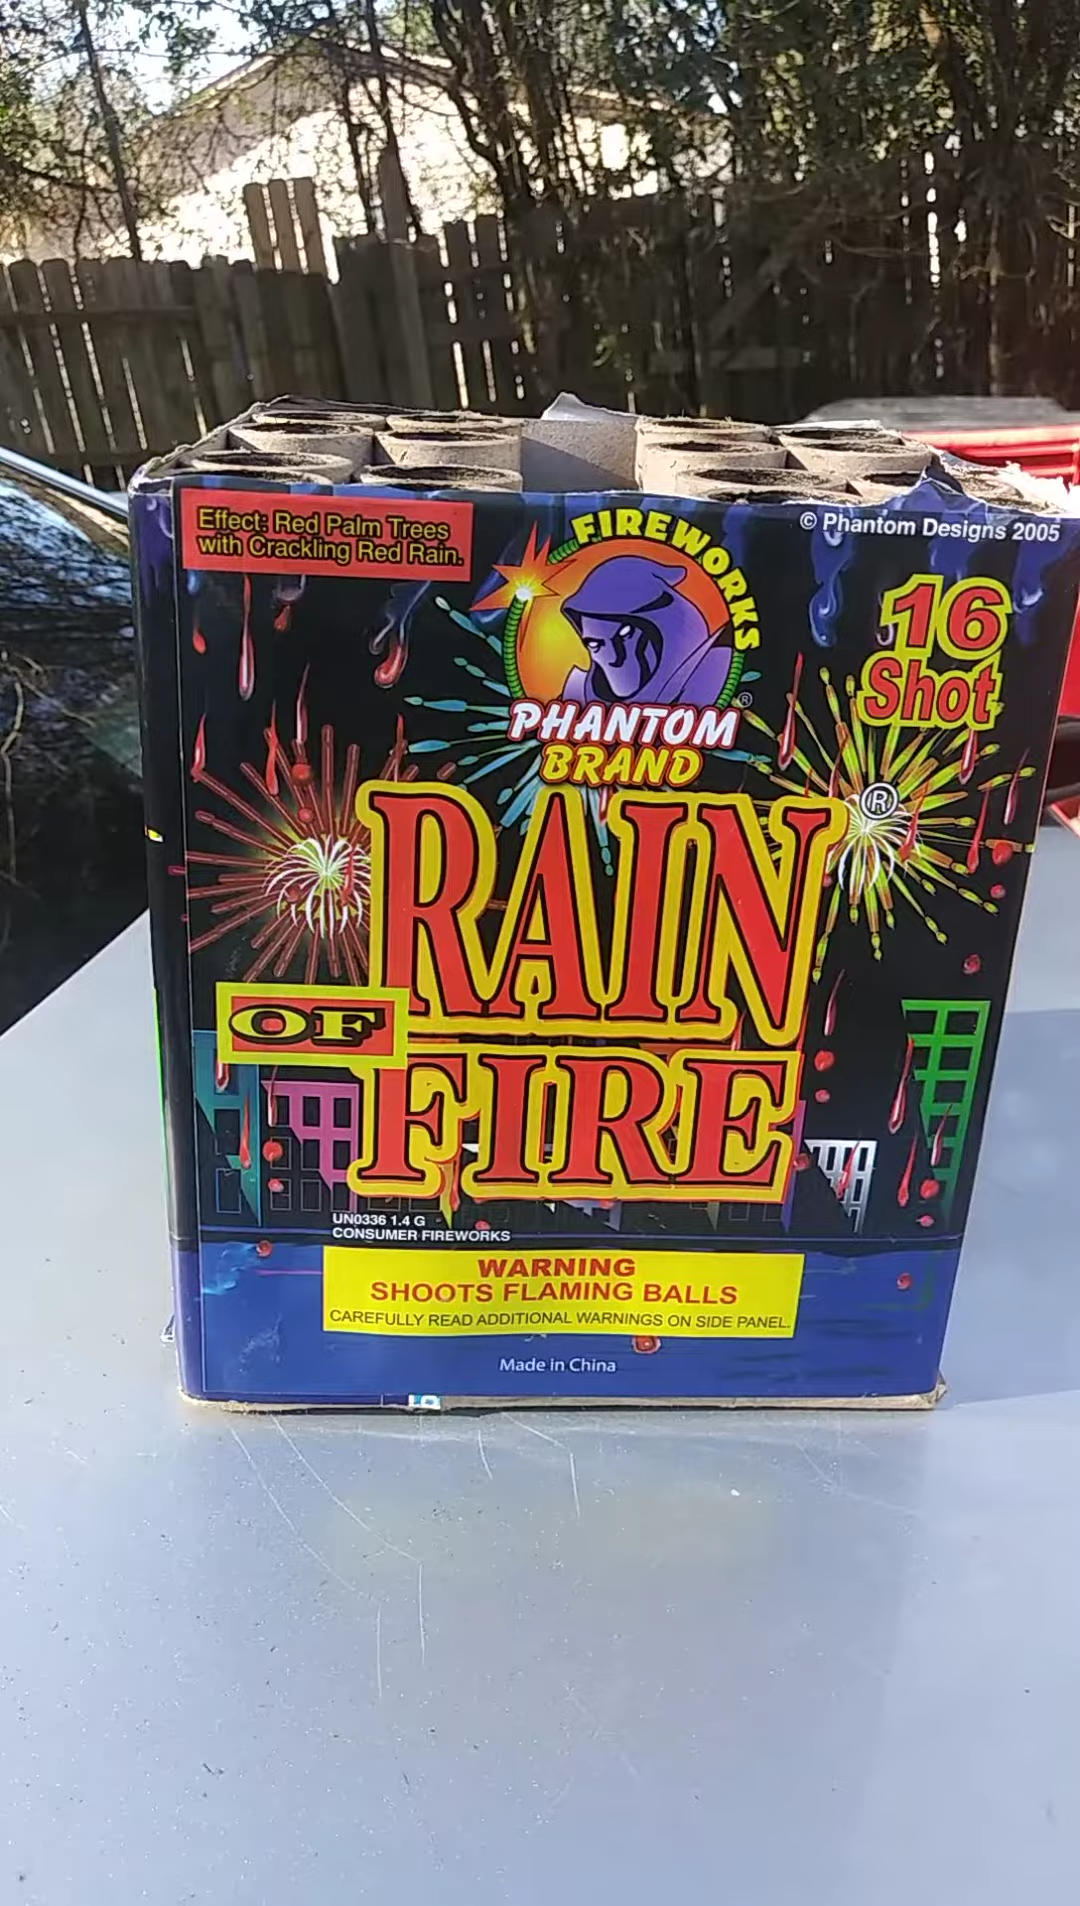 Effect: Red Palm Trees
with Crackling Red Rain.
FIREWORKS
© Phantom Designs 2005
16
Shot
PHANTOM
BRAND
®
RAIN
®
OF
FIRE
UN0336 1.4 G
CONSUMER FIREWORKS
WARNING
SHOOTS FLAMING BALLS
CAREFULLY READ ADDITIONAL WARNINGS ON SIDE PANEL.
Made in China